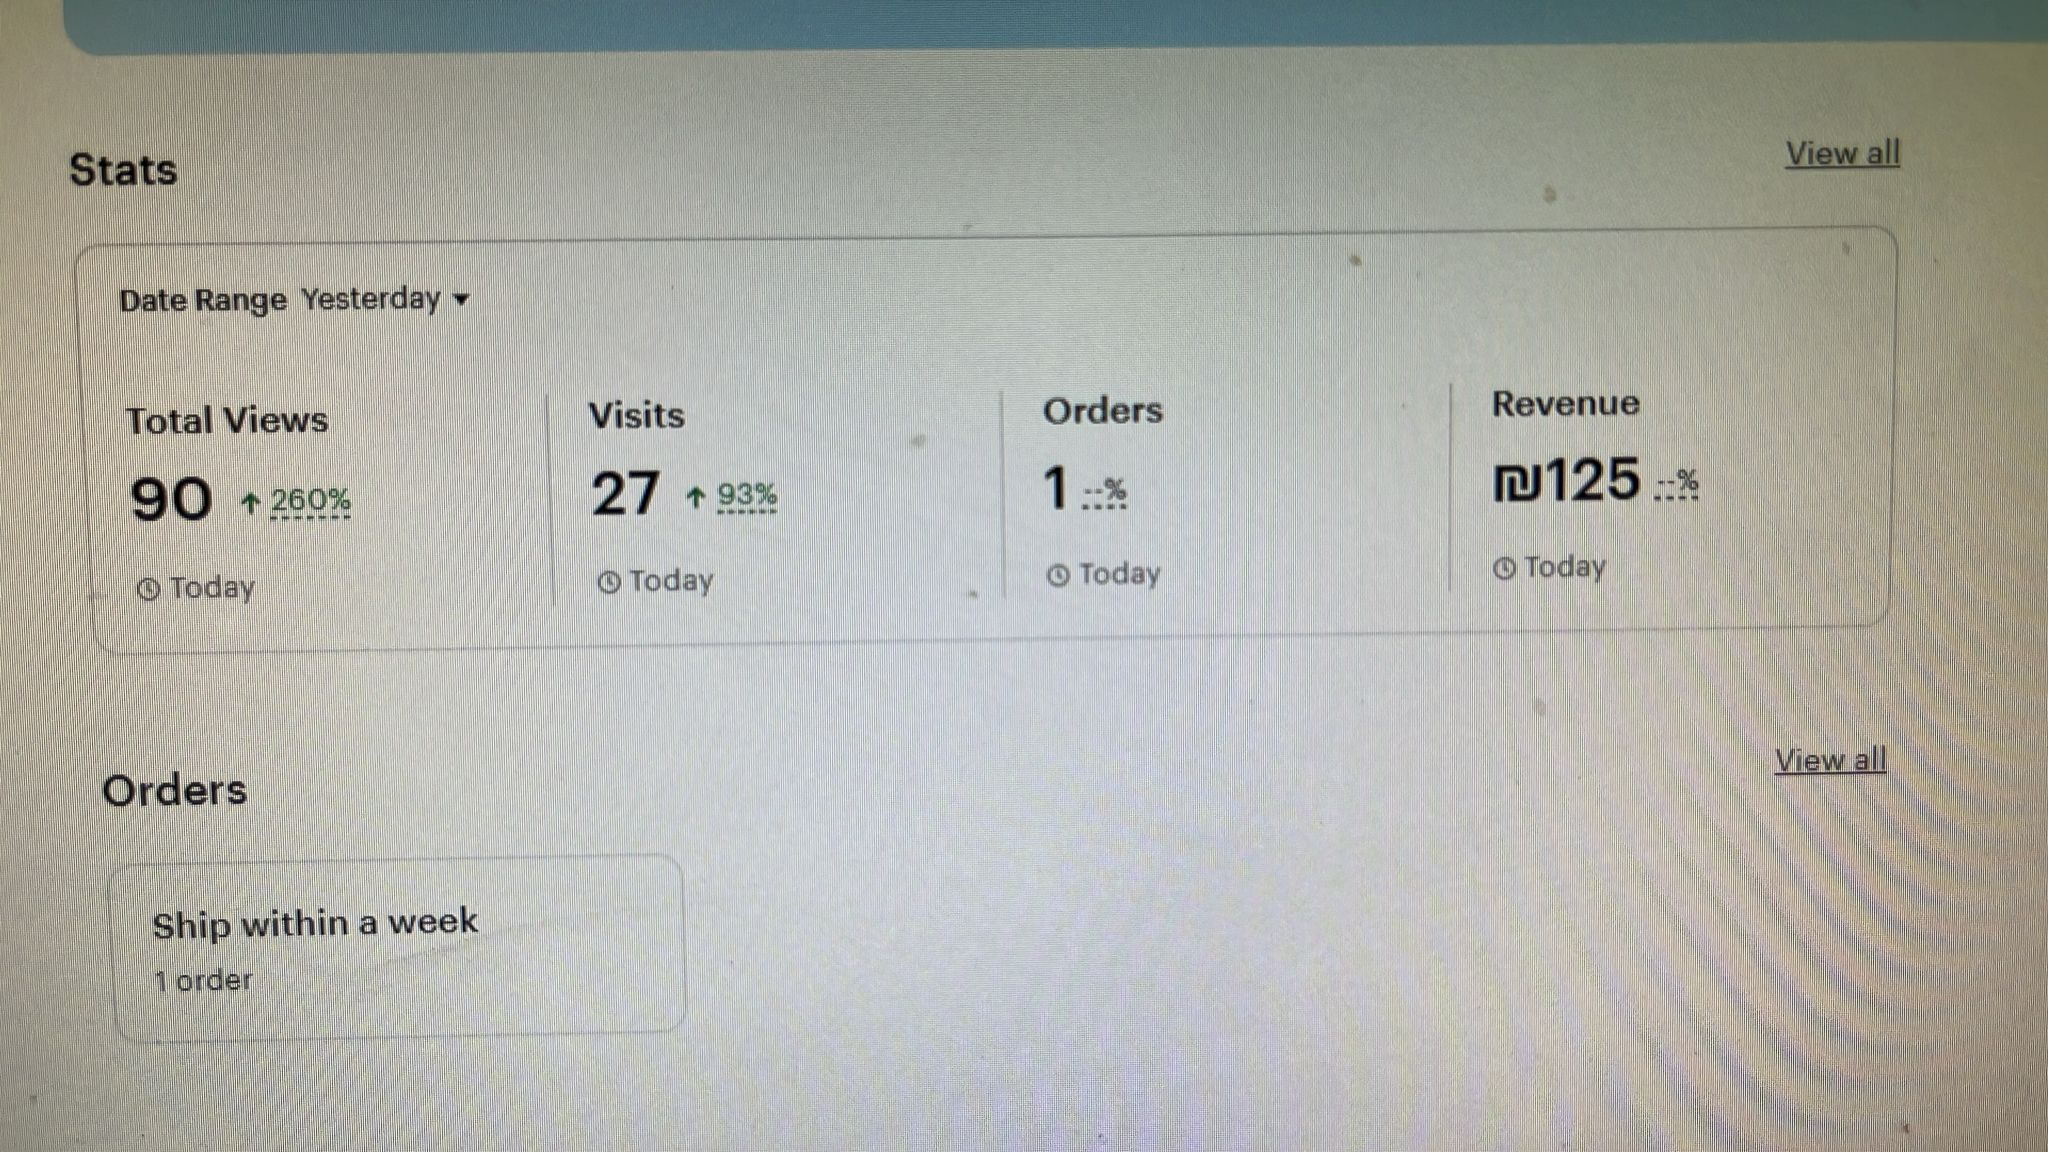 Stats
View all
Date Range Yesterday
Total Views
90 ↑ 260%
Today
Visits
27 ↑ 93%
Today
Orders
1 --%
Today
Revenue
₪125 --%
Today
Orders
View all
Ship within a week
1 order